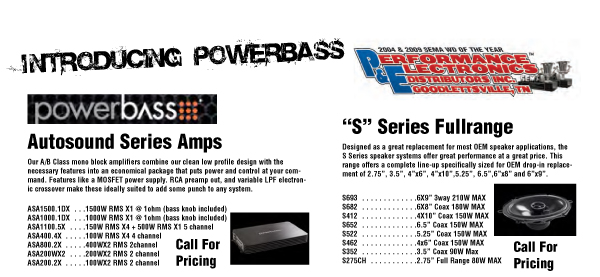 INTRODUCING POWERBASS
2004 & 2009 SEMA WD OF THE YEAR
PERFORMANCE
& ELECTRONICS
DISTRIBUTORS INC.
GOODLETTSVILLE, TN
powerbass
Autosound Series Amps
Our A/B Class mono block amplifiers combine our clean low profile design with the
necessary features into an economical package that puts power and control at your com-
mand. Features like a MOSFET power supply. RCA preamp out, and variable LPF electron-
ic crossover make these ideally suited to add some punch to any system.
ASA1500.1DX . . .1500W RMS X1 @ 1ohm (bass knob included)
ASA1000.1DX . . .1000W RMS X1 @ 1ohm (bass knob included)
ASA1100.5X . . . .150W RMS X4 + 500W RMS X1 5 channel
ASA400.4X . . . . .100W RMS X4 4 channel
ASA800.2X . . . . .400WX2 RMS 2channel
ASA200WX2 . . . .200WX2 RMS 2 channel
ASA200.2X . . . . .100WX2 RMS 2 channel
Call For
Pricing
“S” Series Fullrange
Designed as a great replacement for most OEM speaker applications, the
S Series speaker systems offer great performance at a great price. This
range offers a complete line-up specifically sized for OEM drop-in replace-
ment of 2.75", 3.5", 4"x6", 4"x10",5.25", 6.5",6"x8" and 6"x9".
S693 . . . . . . . . . . . .6X9" 3way 210W MAX
S682 . . . . . . . . . . . .6X8" Coax 180W MAX
S412 . . . . . . . . . . . .4X10" Coax 150W MAX
S652 . . . . . . . . . . . .6.5" Coax 150W MAX
S522 . . . . . . . . . . . .5.25" Coax 150W MAX
S462 . . . . . . . . . . . .4x6" Coax 150W MAX
S352 . . . . . . . . . . . .3.5" Coax 90W Max
S275CH . . . . . . . . . .2.75" Full Range 80W MAX
Call For
Pricing